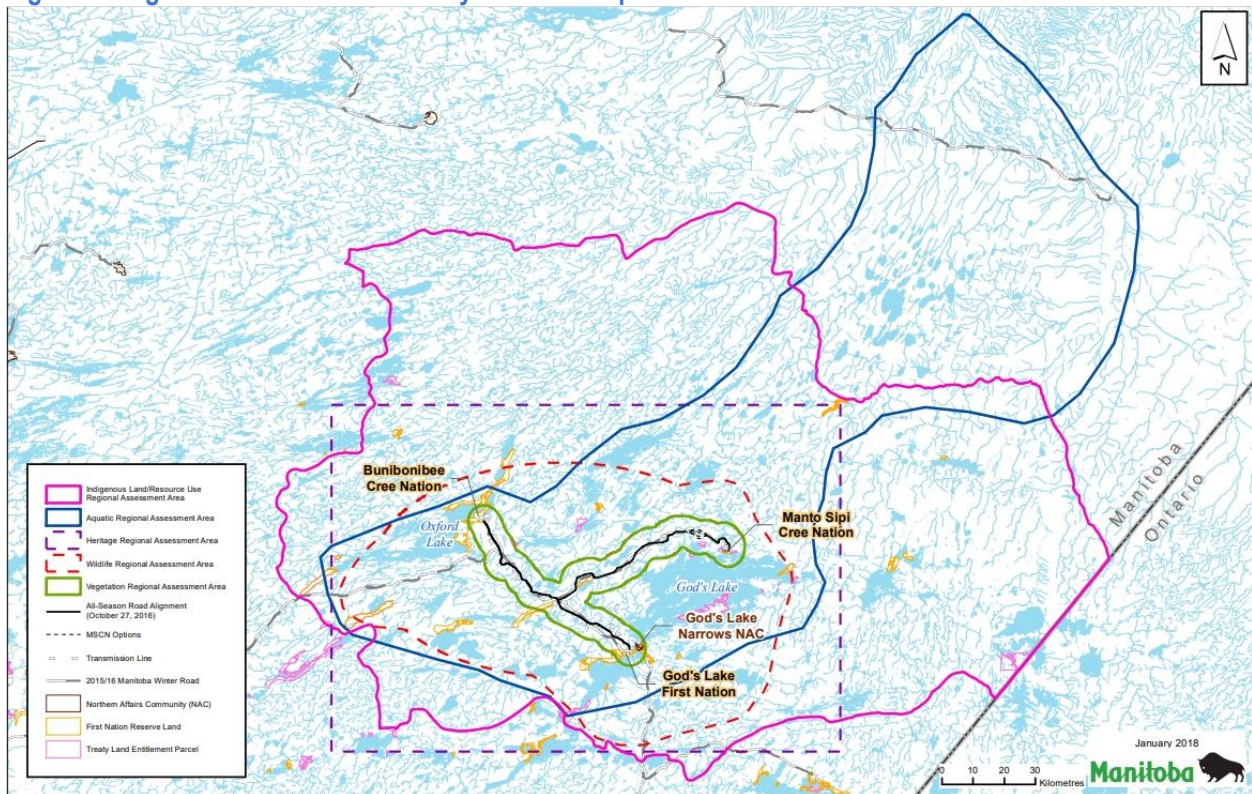 N
Manitoba
Ontario
Bunibonibee
Cree Nation
Oxford
Lake
Manto Sipi
Cree Nation
God's Lake
God's Lake
Narrows NAC
God's Lake
First Nation
Indigenous Land/Resource Use
Regional Assessment Area
Aquatic Regional Assessment Area
Heritage Regional Assessment Area
Wildlife Regional Assessment Area
Vegetation Regional Assessment Area
All-Season Road Alignment
(October 27, 2016)
MSCN Options
Transmission Line
2015/16 Manitoba Winter Road
Northern Affairs Community (NAC)
First Nation Reserve Land
Treaty Land Entitlement Parcel
January 2018
0 10 20 30
Kilometres
Manitoba